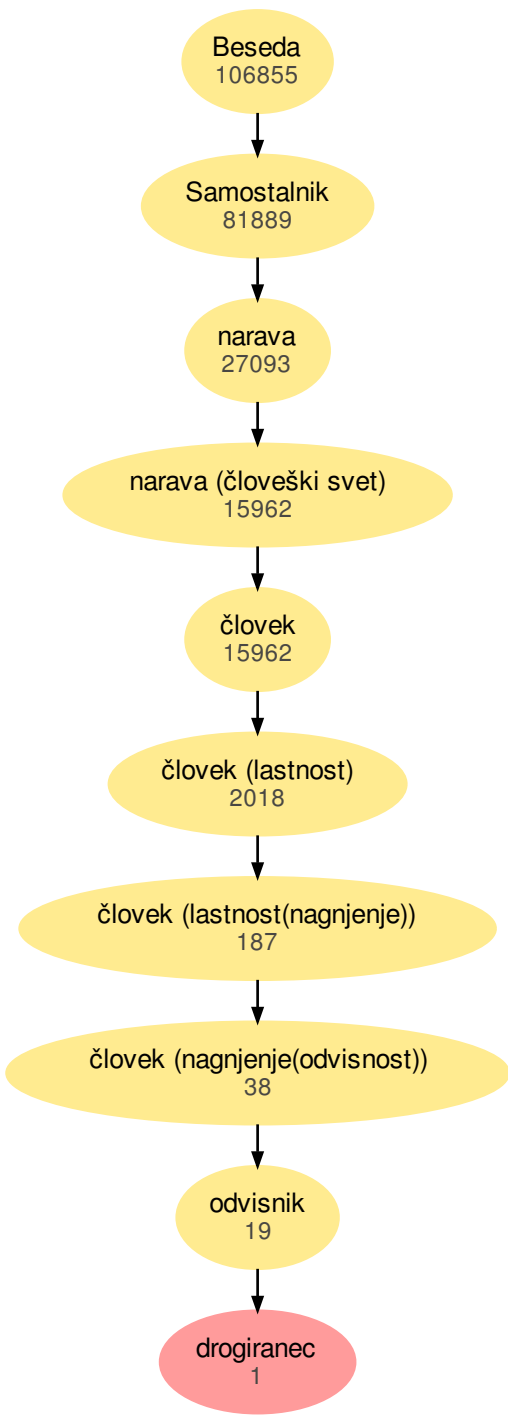 Beseda
106855
Samostalnik
81889
narava
27093
narava (človeški svet)
15962
človek
15962
človek (lastnost)
2018
človek (lastnost(nagnjenje))
187
človek (nagnjenje(odvisnost))
38
odvisnik
19
drogiranec
1